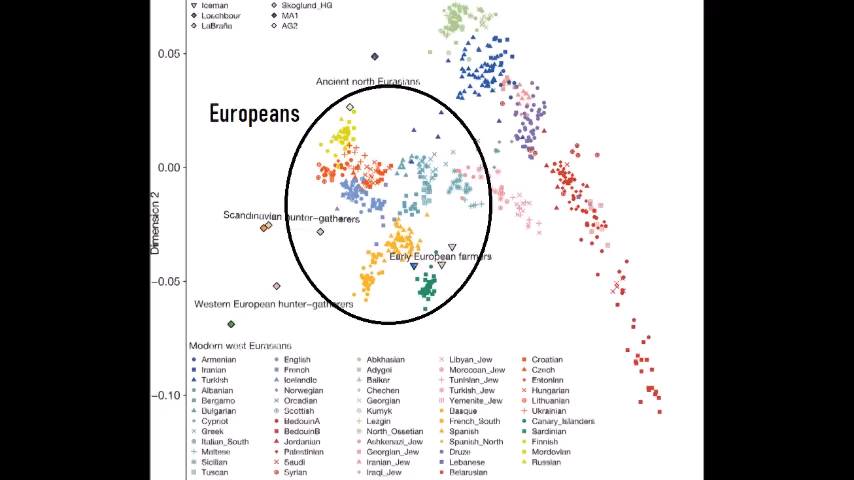 Iceman
Skoglund_HG
Loschbour
MA1
LaBraña
AG2
0.05
Ancient north Eurasians
Europeans
0.00
Scandinavian hunter-gatherers
Early European farmers
Dimension 2
−0.05
Western European hunter-gatherers
Modern west Eurasians
−0.10
Armenian English Abkhasian Libyan_Jew Croatian
Iranian French Adygei Moroccan_Jew Czech
Turkish Icelandic Balkar Tunisian_Jew Estonian
Albanian Norwegian Chechen Turkish_Jew Hungarian
Bergamo Orcadian Georgian Yemenite_Jew Lithuanian
Bulgarian Scottish Kumyk Basque Ukrainian
Cypriot BedouinA Lezgin French_South Canary_Islanders
Greek BedouinB North_Ossetian Spanish Sardinian
Italian_South Jordanian Ashkenazi_Jew Spanish_North Finnish
Maltese Palestinian Georgian_Jew Druze Mordovian
Sicilian Saudi Iranian_Jew Lebanese Russian
Tuscan Syrian Iraqi_Jew Belarusian